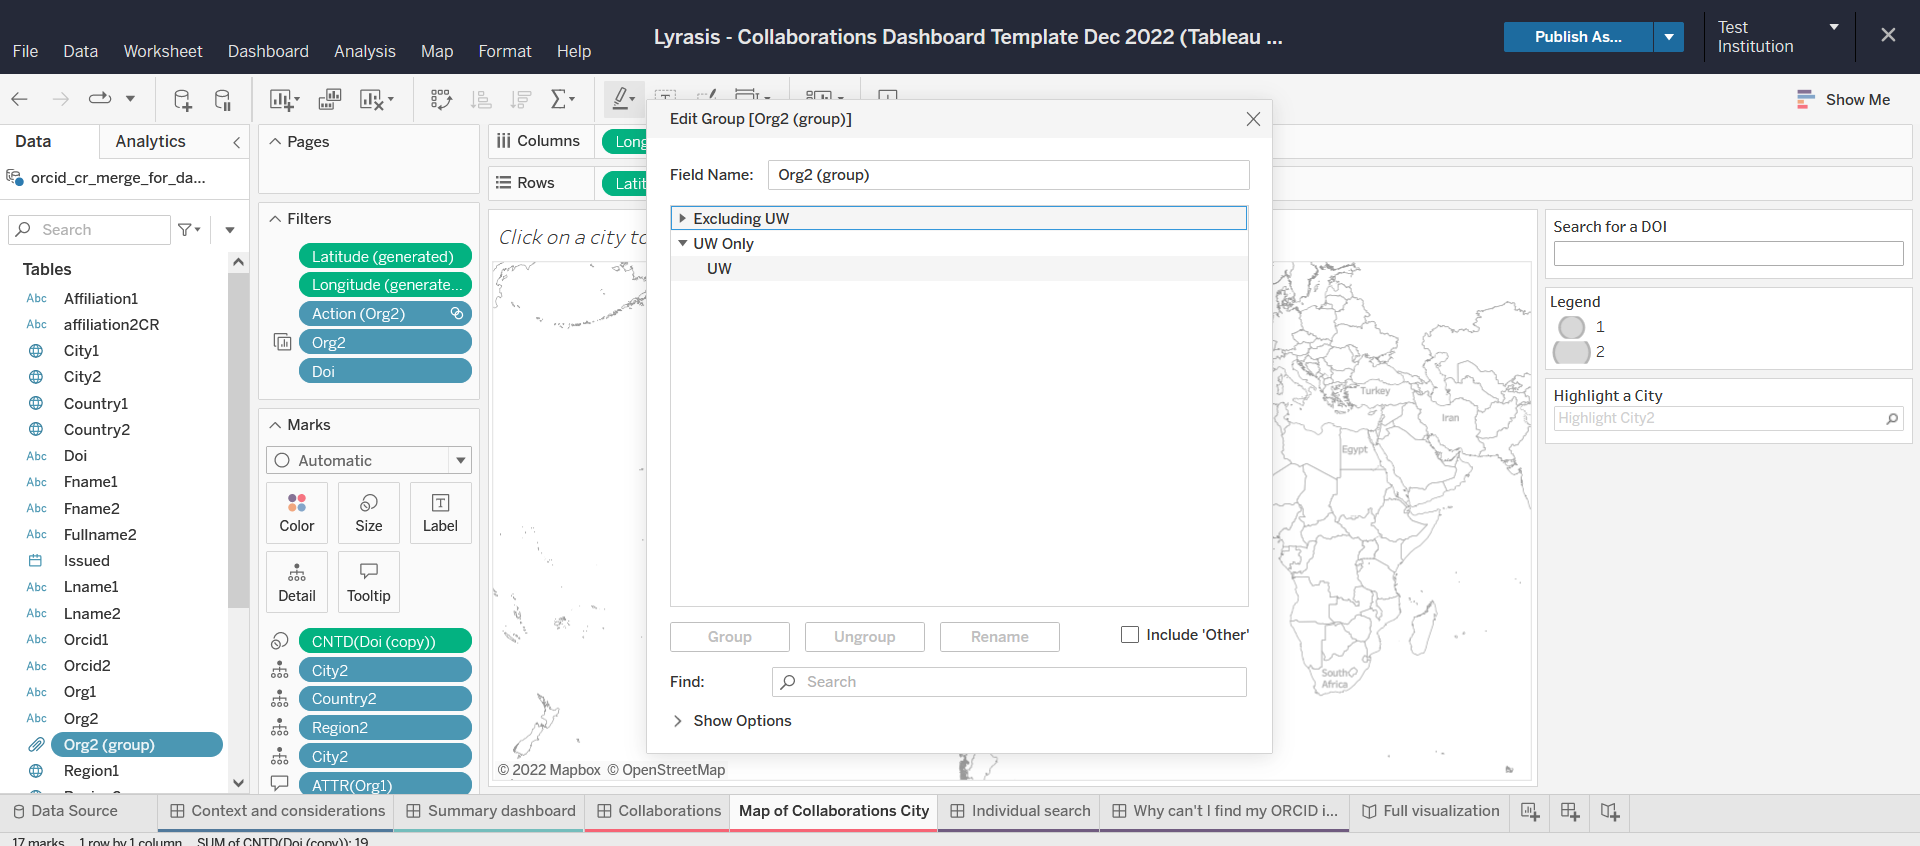 Lyrasis - Collaborations Dashboard Template Dec 2022 (Tableau ...
Publish As...
Test
Institution
File Data Worksheet Dashboard Analysis Map Format Help
Show Me
Data
Analytics
orcid_cr_merge_for_da...
Search
Tables
Abc Affiliation1
Abc affiliation2CR
City1
City2
Country1
Country2
Abc Doi
Abc Fname1
Abc Fname2
Abc Fullname2
Issued
Abc Lname1
Abc Lname2
Abc Orcid1
Abc Orcid2
Abc Org1
Abc Org2
Org2 (group)
Region1
Pages
Filters
Latitude (generated)
Longitude (generate...
Action (Org2)
Org2
Doi
Marks
Automatic
Color
Size
Label
Detail
Tooltip
CNTD(Doi (copy))
City2
Country2
Region2
City2
ATTR(Org1)
Columns
Long
Rows
Latit
Click on a city to
Edit Group [Org2 (group)]
Field Name:
Org2 (group)
Excluding UW
UW Only
UW
Group
Ungroup
Rename
Include 'Other'
Find:
Search
Show Options
Turkey
Iran
Egypt
South
Africa
© 2022 Mapbox © OpenStreetMap
Search for a DOI
Legend
1
2
Highlight a City
Highlight City2
Data Source
Context and considerations
Summary dashboard
Collaborations
Map of Collaborations City
Individual search
Why can't I find my ORCID i...
Full visualization
17 marks 1 row by 1 column SUM of CNTD(Doi (copy)): 19